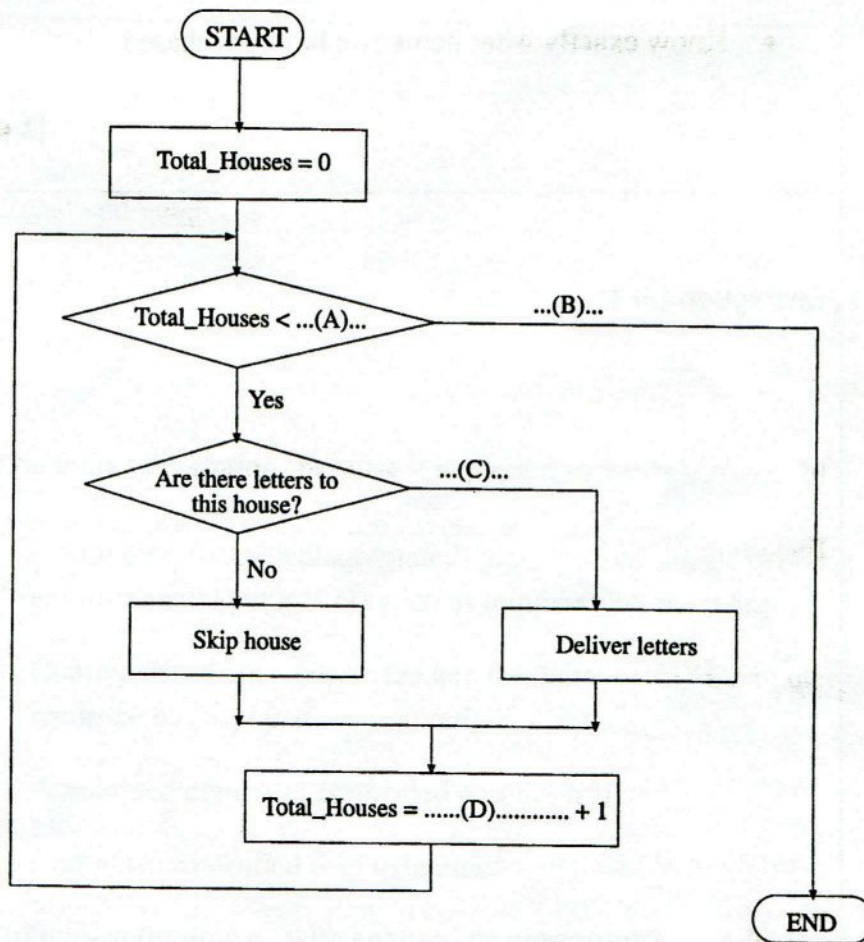 START
Total_Houses = 0
Total_Houses < ...(A)...
...(B)...
Yes
Are there letters to
this house?
...(C)...
No
Skip house
Deliver letters
Total_Houses = ......(D)............ + 1
END